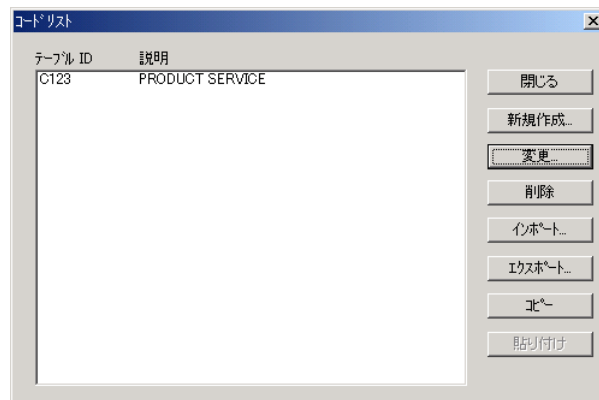 コード リスト
テーブル ID 説明
C123 PRODUCT SERVICE
閉じる
新規作成...
変更...
削除
インポート...
エクスポート...
コピー
貼り付け